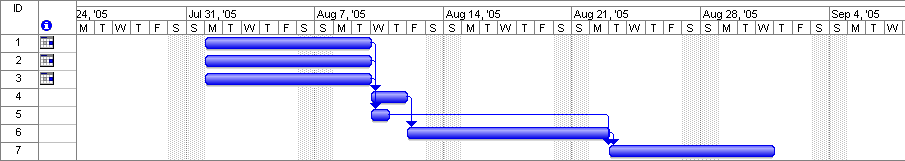 ID
24, '05 Jul 31, '05 Aug 7, '05 Aug 14, '05 Aug 21, '05 Aug 28, '05 Sep 4, '05
M T W T F S S M T W T F S S M T W T F S S M T W T F S S M T W T F S S M T W T F S S M T W
1
2
3
4
5
6
7